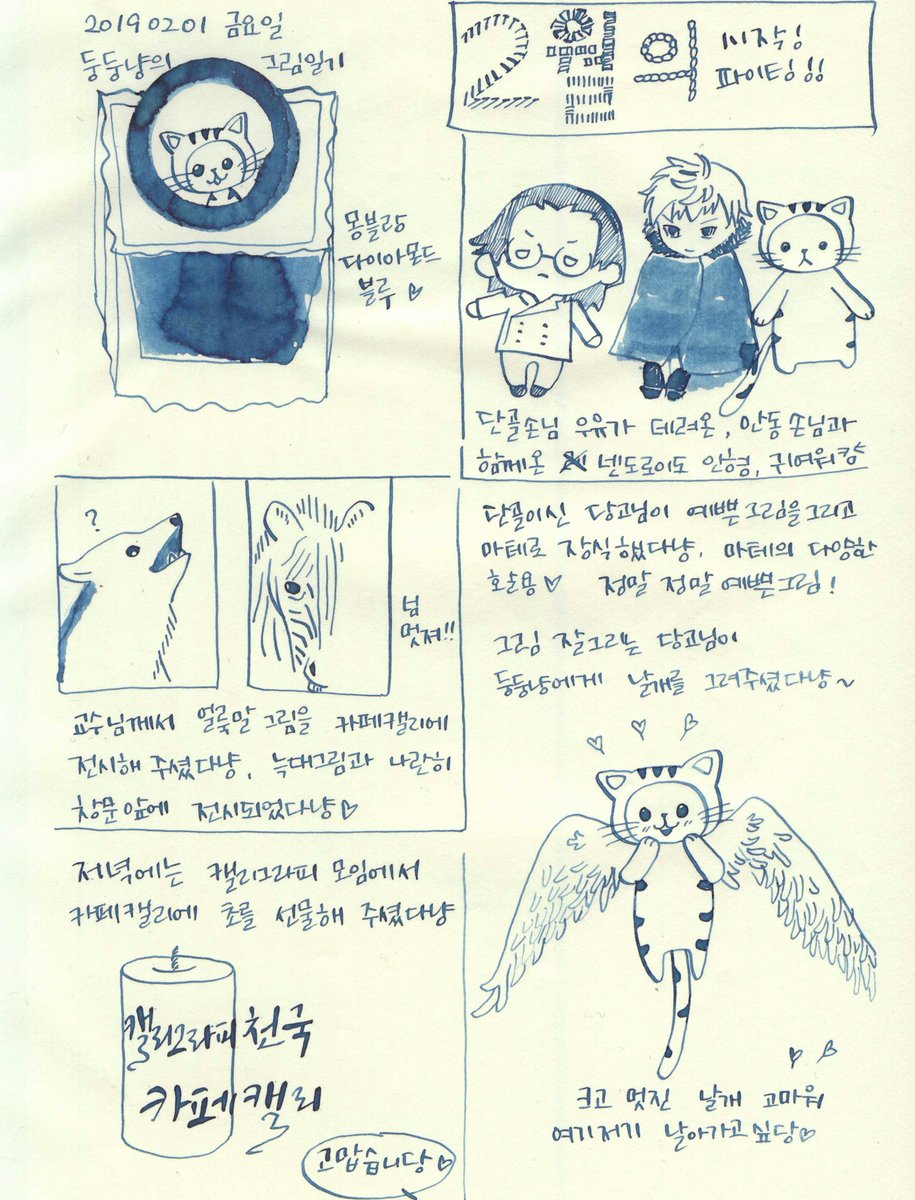 20190201 금요일
둥둥냥의 그림일기
몽블랑
다이아몬드
블루
2월의 시작!
파이팅!!
단골손님 우유가 데려온, 안동 손님과
함께온 넨도로이도 인형, 귀여워캬
?
넘
멋져!!
교수님께서 얼룩말 그림을 카페캘리에
전시해 주셨다냥, 늑대그림과 나란히
창문앞에 전시되었다냥
단골이신 당고님이 예쁜그림을그리고
마테로 장식했다냥, 마테의 다양한
활용 정말 정말 예쁜그림!
그림 잘그리는 당고님이
둥둥냥에게 날개를 그려주셨다냥~
저녁에는 캘리그라피 모임에서
카페캘리에 초를 선물해 주셨다냥
캘리그라피천국
카페캘리
고맙습니당
크고 멋진 날개 고마워
여기저기 날아가고싶당